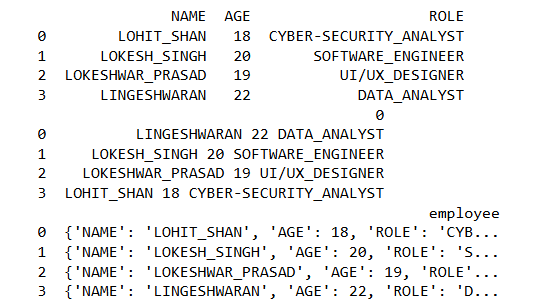 NAME AGE ROLE
0 LOHIT_SHAN 18 CYBER-SECURITY_ANALYST
1 LOKESH_SINGH 20 SOFTWARE_ENGINEER
2 LOKESHWAR_PRASAD 19 UI/UX_DESIGNER
3 LINGESHWARAN 22 DATA_ANALYST
0
0 LINGESHWARAN 22 DATA_ANALYST
1 LOKESH_SINGH 20 SOFTWARE_ENGINEER
2 LOKESHWAR_PRASAD 19 UI/UX_DESIGNER
3 LOHIT_SHAN 18 CYBER-SECURITY_ANALYST
employee
0 {'NAME': 'LOHIT_SHAN', 'AGE': 18, 'ROLE': 'CYB...
1 {'NAME': 'LOKESH_SINGH', 'AGE': 20, 'ROLE': 'S...
2 {'NAME': 'LOKESHWAR_PRASAD', 'AGE': 19, 'ROLE'...
3 {'NAME': 'LINGESHWARAN', 'AGE': 22, 'ROLE': 'D...